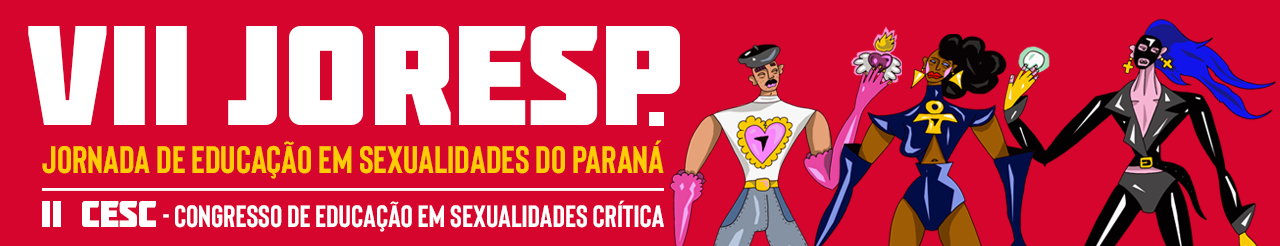 VII JORESP.
JORNADA DE EDUCAÇÃO EM SEXUALIDADES DO PARANÁ
II CESC - CONGRESSO DE EDUCAÇÃO EM SEXUALIDADES CRÍTICA